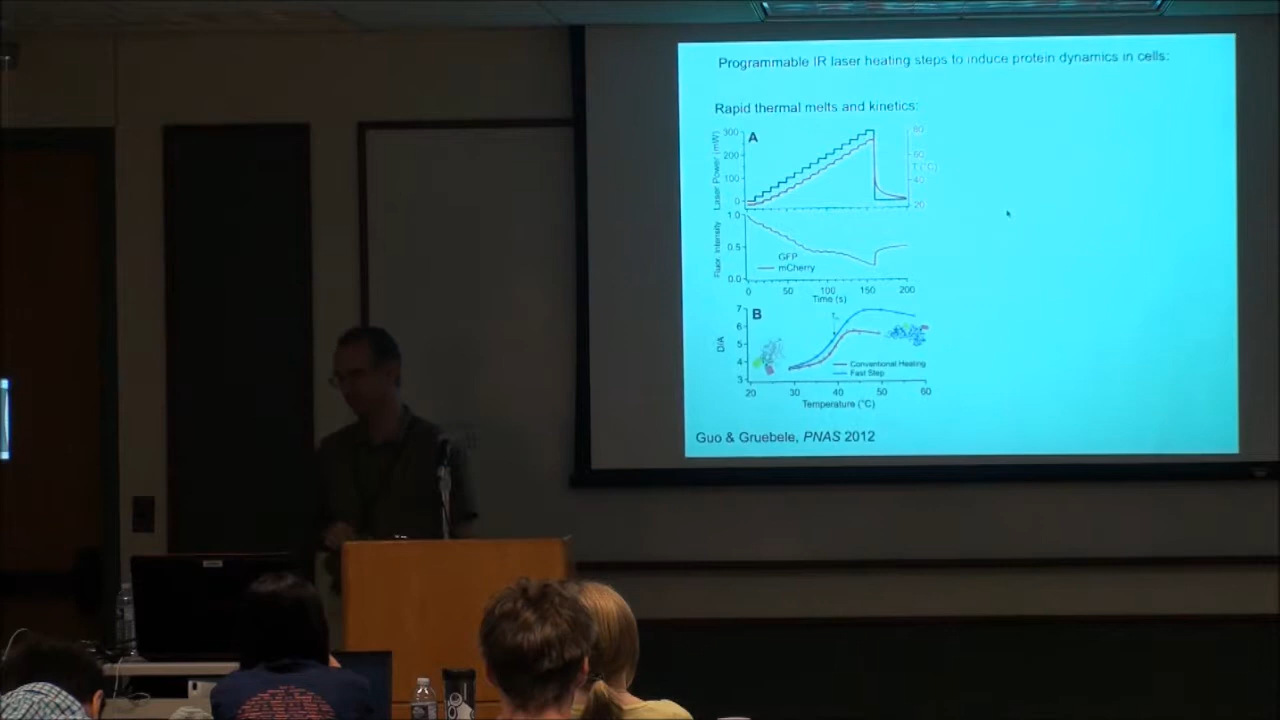 Programmable IR laser heating steps to induce protein dynamics in cells:
Rapid thermal melts and kinetics:
A
300
200
100
0
Laser Power (mW)
80
60
T (°C)
40
20
1.0
0.5
0.0
Fluor. Intensity
GFP
mCherry
0 50 100 150 200
Time (s)
B
7
6
5
4
3
D/A
Conventional Heating
Fast Step
20 30 40 50 60
Temperature (°C)
Guo & Gruebele, PNAS 2012